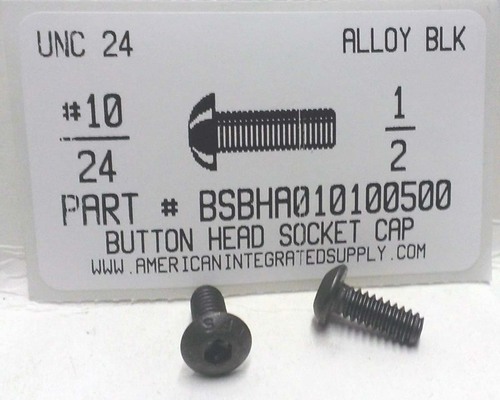 UNC 24 ALLOY BLK
#10 1
24 2
PART # BSBHA010100500
BUTTON HEAD SOCKET CAP
WWW.AMERICANINTEGRATEDSUPPLY.COM